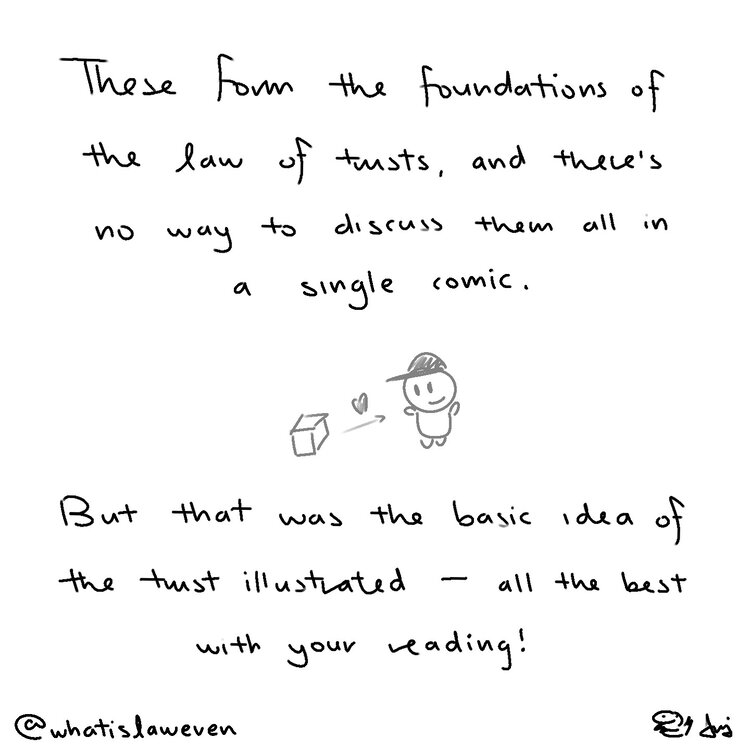 These form the foundations of
the law of trusts, and there's
no way to discuss them all in
a single comic.
But that was the basic idea of
the trust illustrated – all the best
with your reading!
@whatislaweven